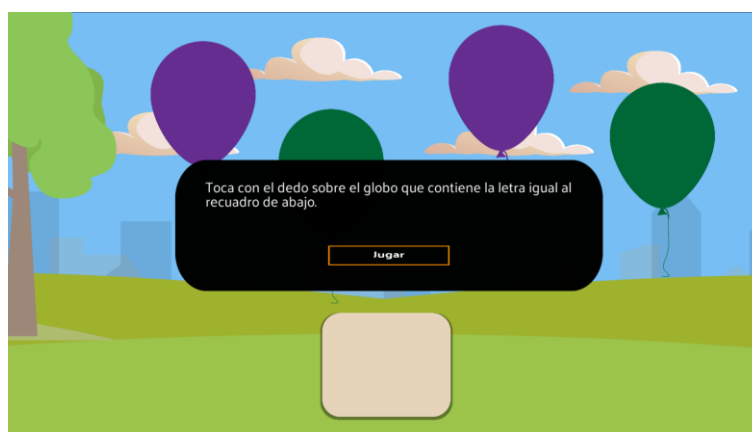 Toca con el dedo sobre el globo que contiene la letra igual al
recuadro de abajo.
Jugar